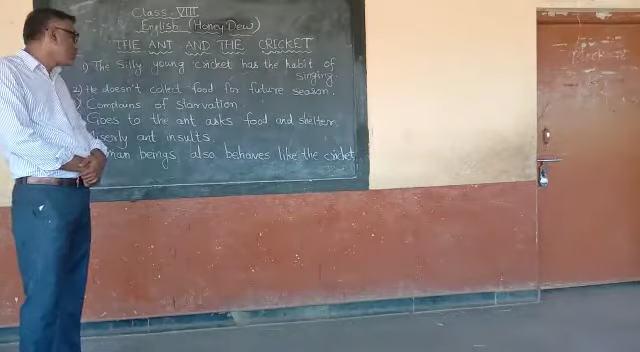 Class - VIII
English (Honey Dew)
THE ANT AND THE CRICKET
1) The Silly young cricket has the habit of
singing.
2) He doesn't collect food for future season.
) Complains of starvation
Goes to the ant asks food and shelter
iserly ant insults
man beings also behaves like the cricket